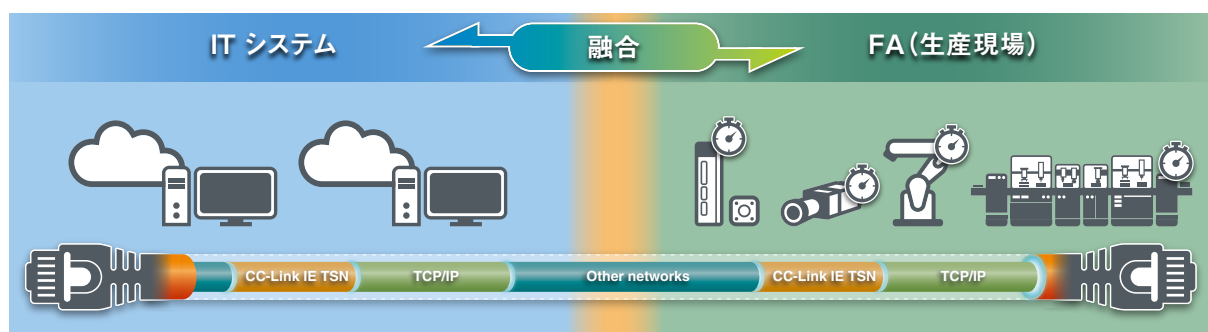 IT システム
融合
FA（生産現場）
CC-Link IE TSN
TCP/IP
Other networks
CC-Link IE TSN
TCP/IP